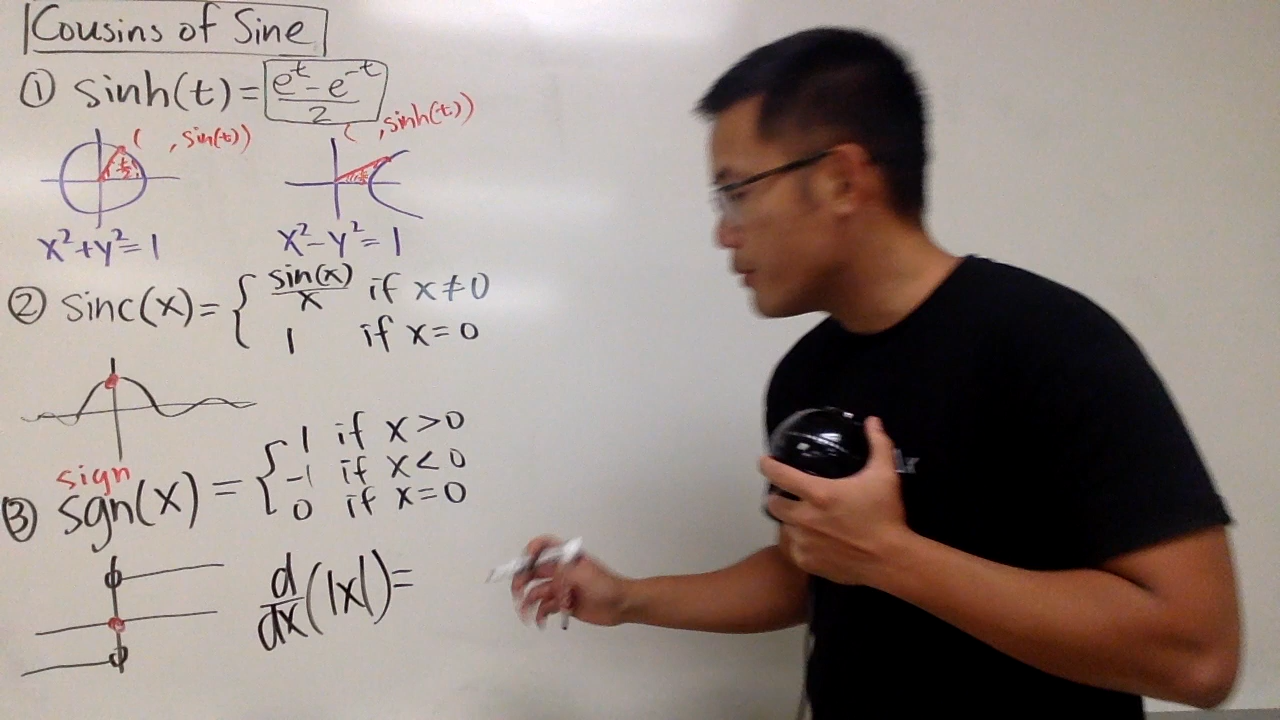 Cousins of Sine
① sinh(t) = e^t - e^-t / 2
( , sin(t))
( , sinh(t))
x²+y²=1
x²-y²=1
② sinc(x) = { sin(x)/x if x≠0
1 if x=0
sign
③ sgn(x) = { 1 if x>0
-1 if x<0
0 if x=0
d/dx(|x|)=